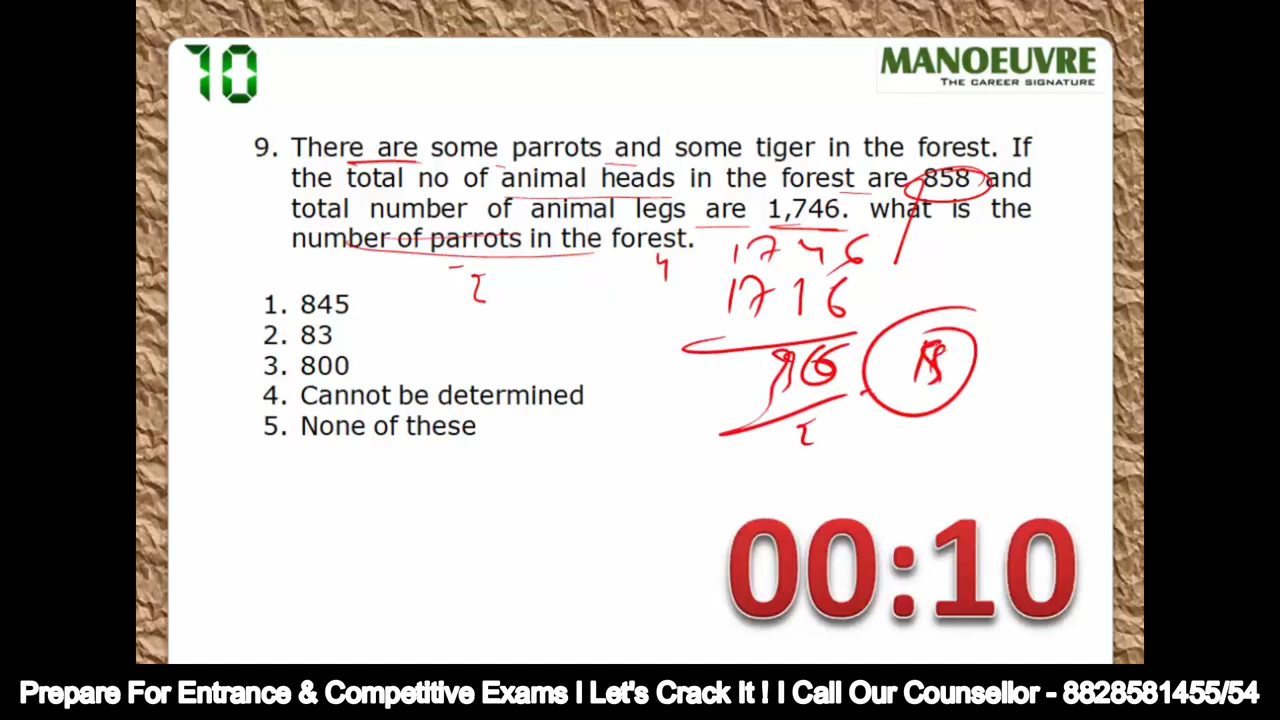 70
MANOEUVRE
THE CAREER SIGNATURE
9. There are some parrots and some tiger in the forest. If
the total no of animal heads in the forest are 858 and
total number of animal legs are 1,746. what is the
number of parrots in the forest.
4
1746
2
1716
1. 845
2. 83
3. 800
4. Cannot be determined
2
5. None of these
00:10
Prepare For Entrance & Competitive Exams I Let's Crack It ! I Call Our Counsellor - 8828581455/54